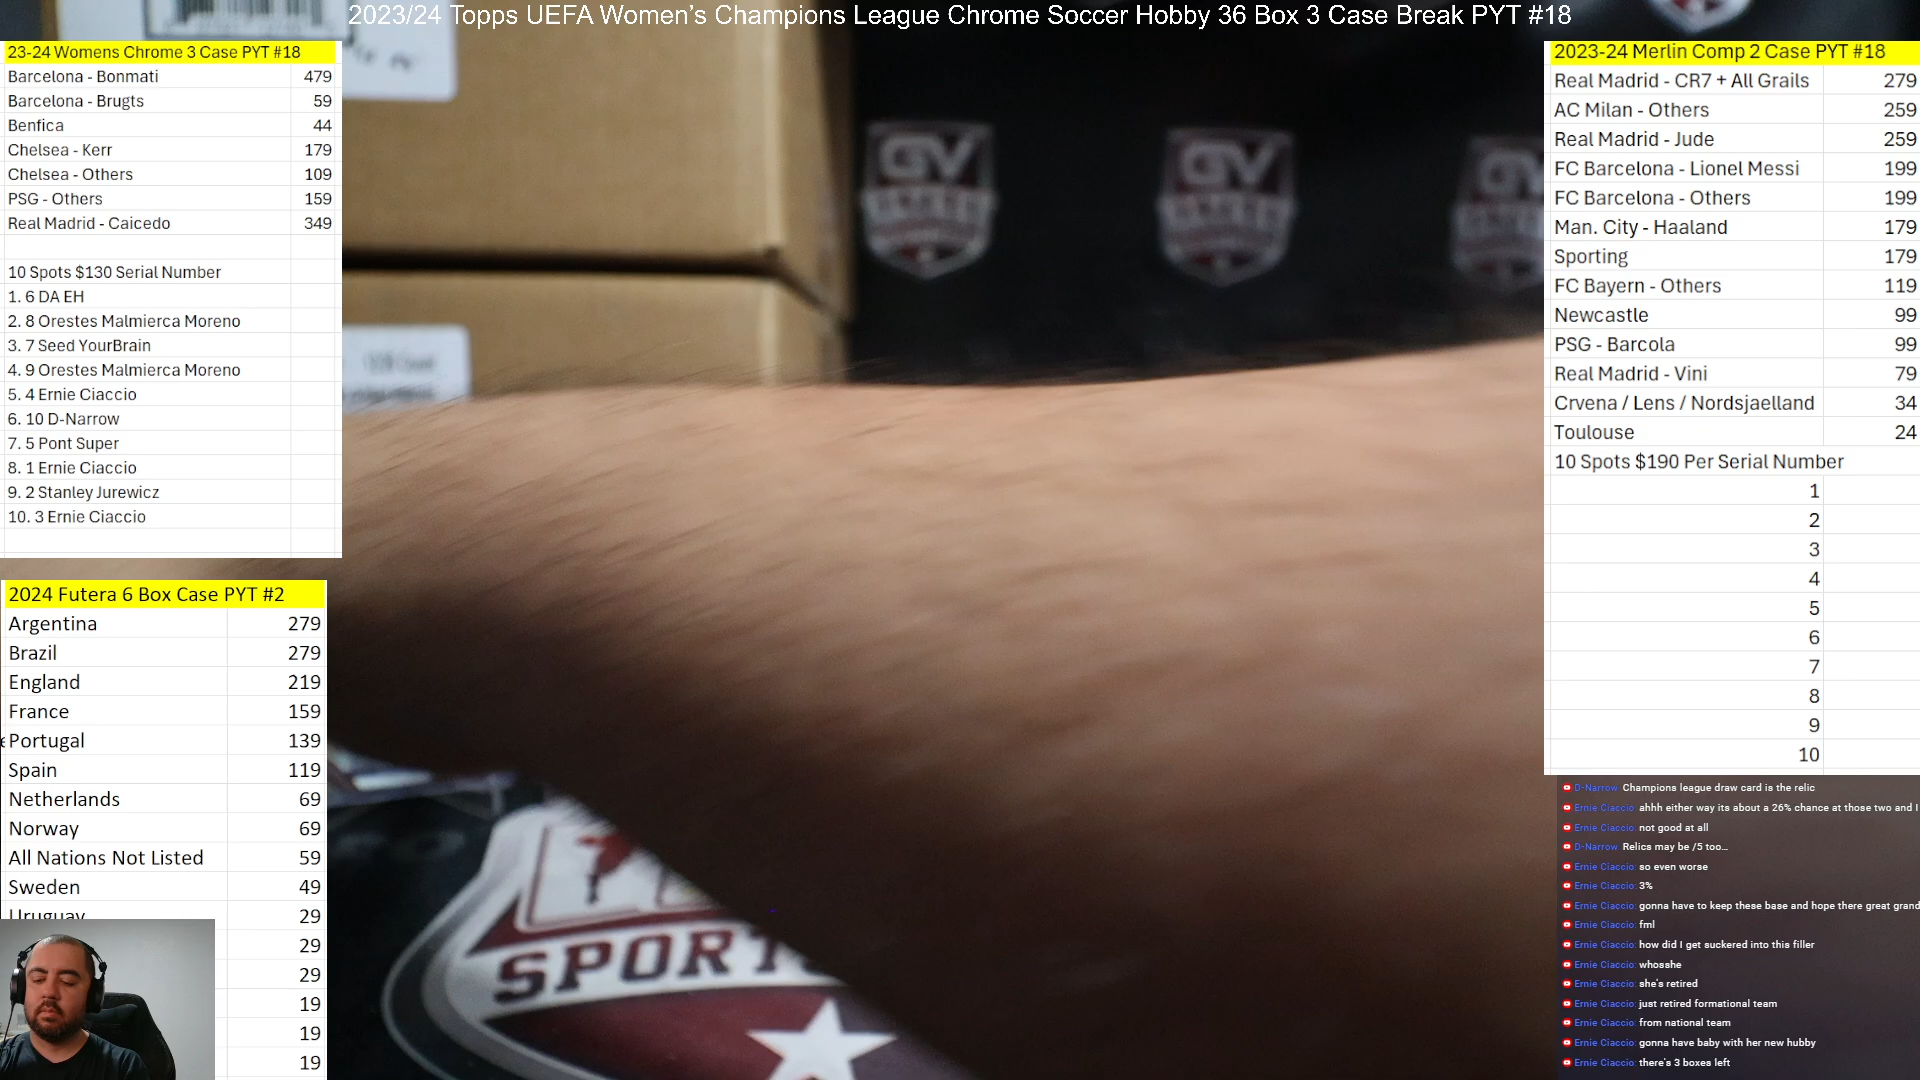 2023/24 Topps UEFA Women’s Champions League Chrome Soccer Hobby 36 Box 3 Case Break PYT #18
23-24 Womens Chrome 3 Case PYT #18
Barcelona - Bonmati 479
Barcelona - Brugts 59
Benfica 44
Chelsea - Kerr 179
Chelsea - Others 109
PSG - Others 159
Real Madrid - Caicedo 349
10 Spots $130 Serial Number
1. 6 DA EH
2. 8 Orestes Malmierca Moreno
3. 7 Seed YourBrain
4. 9 Orestes Malmierca Moreno
5. 4 Ernie Ciaccio
6. 10 D-Narrow
7. 5 Pont Super
8. 1 Ernie Ciaccio
9. 2 Stanley Jurewicz
10. 3 Ernie Ciaccio
2024 Futera 6 Box Case PYT #2
Argentina 279
Brazil 279
England 219
France 159
Portugal 139
Spain 119
Netherlands 69
Norway 69
All Nations Not Listed 59
Sweden 49
Uruguay 29
29
29
19
19
19
GV
GV
GV
SPORT
2023-24 Merlin Comp 2 Case PYT #18
Real Madrid - CR7 + All Grails 279
AC Milan - Others 259
Real Madrid - Jude 259
FC Barcelona - Lionel Messi 199
FC Barcelona - Others 199
Man. City - Haaland 179
Sporting 179
FC Bayern - Others 119
Newcastle 99
PSG - Barcola 99
Real Madrid - Vini 79
Crvena / Lens / Nordsjaelland 34
Toulouse 24
10 Spots $190 Per Serial Number
1
2
3
4
5
6
7
8
9
10
D-Narrow: Champions league draw card is the relic
Ernie Ciaccio: ahhh either way its about a 26% chance at those two and I
Ernie Ciaccio: not good at all
D-Narrow: Relics may be /5 too...
Ernie Ciaccio: so even worse
Ernie Ciaccio: 3%
Ernie Ciaccio: gonna have to keep these base and hope there great grand
Ernie Ciaccio: fml
Ernie Ciaccio: how did I get suckered into this filler
Ernie Ciaccio: whosshe
Ernie Ciaccio: she's retired
Ernie Ciaccio: just retired formational team
Ernie Ciaccio: from national team
Ernie Ciaccio: gonna have baby with her new hubby
Ernie Ciaccio: there's 3 boxes left